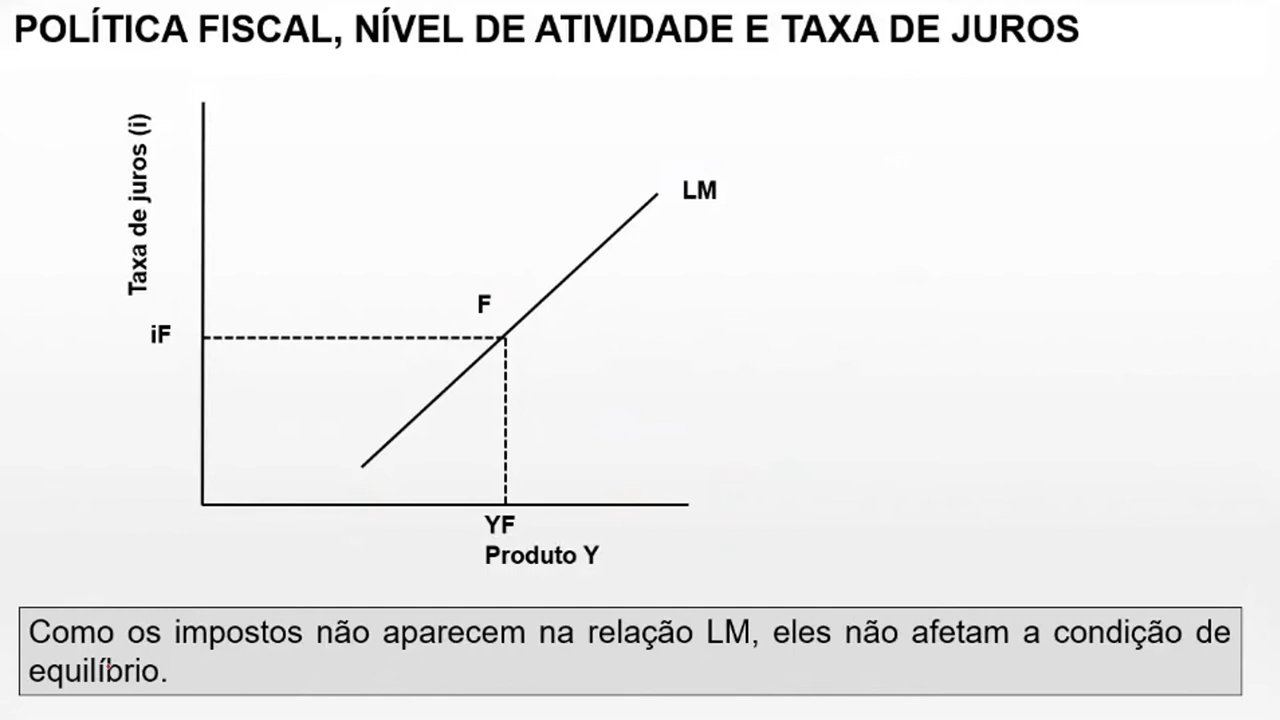 POLÍTICA FISCAL, NÍVEL DE ATIVIDADE E TAXA DE JUROS
Taxa de juros (i)
LM
F
iF
YF
Produto Y
Como os impostos não aparecem na relação LM, eles não afetam a condição de
equilíbrio.